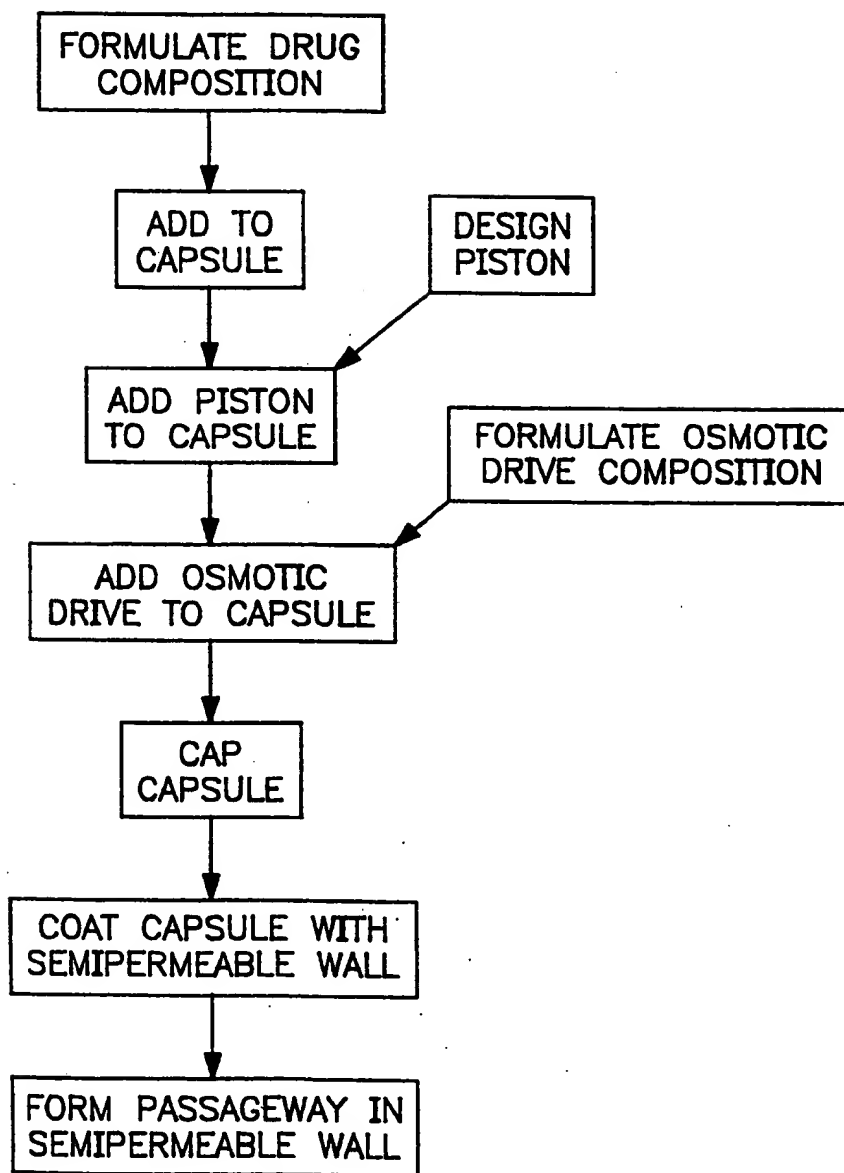 FORMULATE DRUG
COMPOSITION
ADD TO
CAPSULE
DESIGN
PISTON
ADD PISTON
TO CAPSULE
FORMULATE OSMOTIC
DRIVE COMPOSITION
ADD OSMOTIC
DRIVE TO CAPSULE
CAP
CAPSULE
COAT CAPSULE WITH
SEMIPERMEABLE WALL
FORM PASSAGEWAY IN
SEMIPERMEABLE WALL